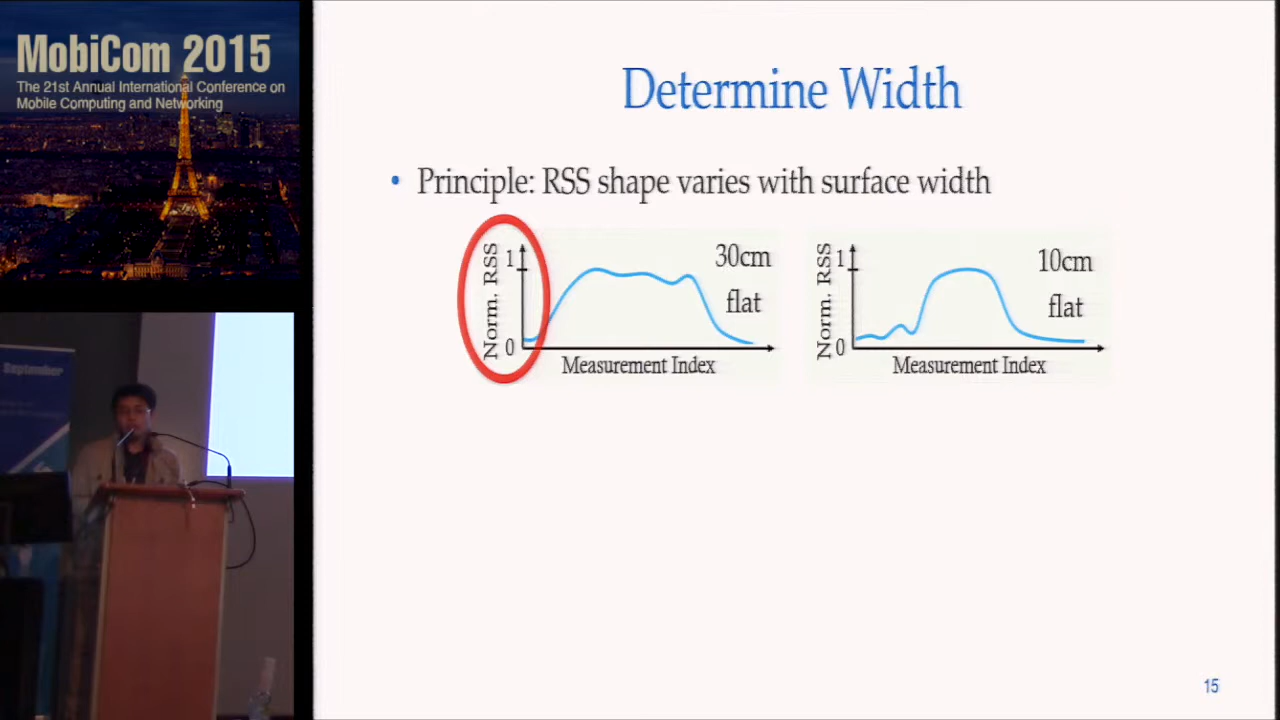 MobiCom 2015
The 21st Annual International Conference on
Mobile Computing and Networking
September
Determine Width
• Principle: RSS shape varies with surface width
Norm. RSS
1
0
30cm
flat
Measurement Index
Norm. RSS
1
0
10cm
flat
Measurement Index
15